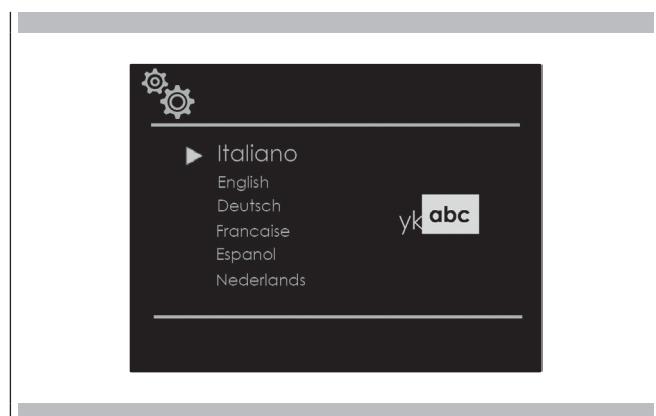 Italiano
English
Deutsch
Francaise
Espanol
Nederlands
yk abc